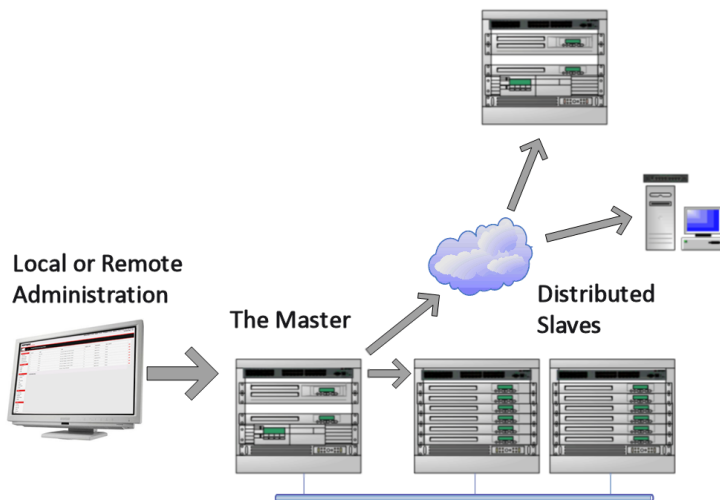 Local or Remote
Administration
The Master
Distributed
Slaves